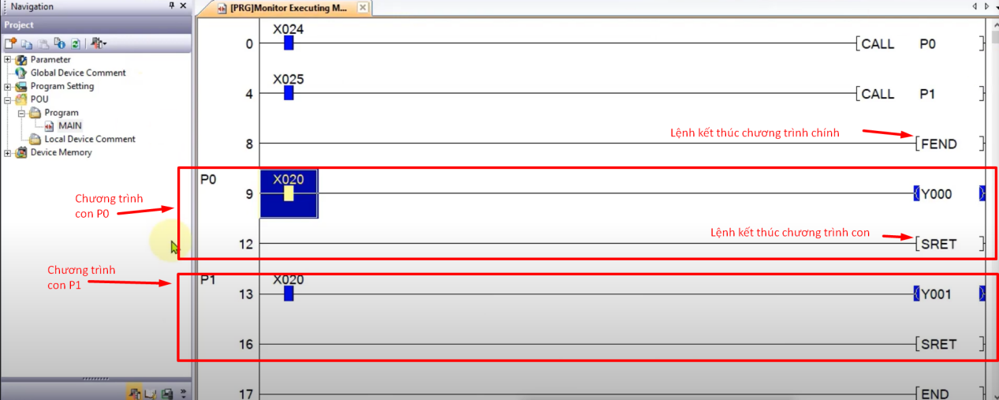 Navigation
[PRG]Monitor Executing M...
Project
Parameter
Global Device Comment
Program Setting
POU
Program
MAIN
Local Device Comment
Device Memory
X024
0
CALL P0
X025
4
CALL P1
Lệnh kết thúc chương trình chính
8
FEND
P0
X020
9
Y000
Chương trình
con P0
Lệnh kết thúc chương trình con
12
SRET
Chương trình
con P1
P1
X020
13
Y001
16
SRET
17
END